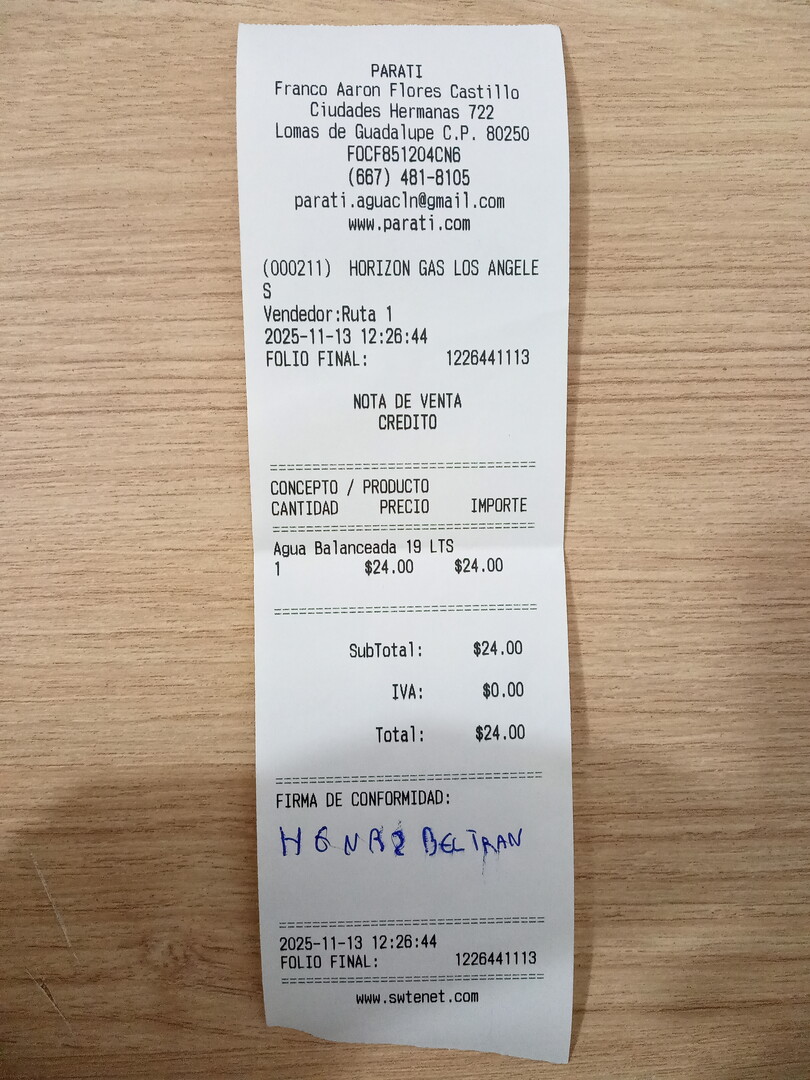 PARATI
Franco Aaron Flores Castillo
Ciudades Hermanas 722
Lomas de Guadalupe C.P. 80250
FOCF851204CN6
(667) 481-8105
parati.aguacln@gmail.com
www.parati.com
(000211) HORIZON GAS LOS ANGELE
S
Vendedor:Ruta 1
2025-11-13 12:26:44
FOLIO FINAL: 1226441113
NOTA DE VENTA
CREDITO
================================
CONCEPTO / PRODUCTO
CANTIDAD PRECIO IMPORTE
================================
Agua Balanceada 19 LTS
1 $24.00 $24.00
================================
SubTotal: $24.00
IVA: $0.00
Total: $24.00
================================
FIRMA DE CONFORMIDAD:
BELTRAN
================================
2025-11-13 12:26:44
FOLIO FINAL: 1226441113
================================
www.swtenet.com